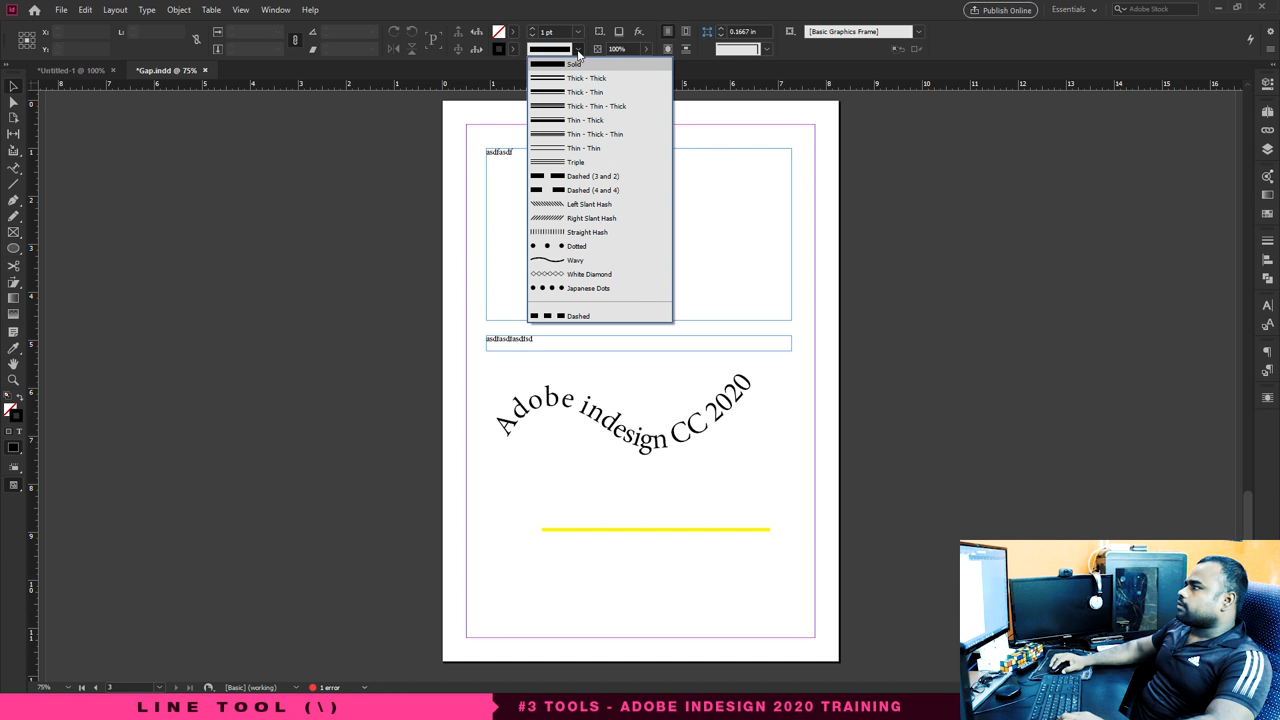 Id File Edit Layout Type Object Table View Window Help Publish Online Essentials Adobe Stock
X: L: 1 pt 0.1667 in [Basic Graphics Frame]
Y: 100%
*Untitled-1 @ 100% × *Gap.indd @ 75% ×
Solid
Thick - Thick
Thick - Thin
Thick - Thin - Thick
Thin - Thick
Thin - Thick - Thin
Thin - Thin
Triple
Dashed (3 and 2)
Dashed (4 and 4)
Left Slant Hash
Right Slant Hash
Straight Hash
Dotted
Wavy
White Diamond
Japanese Dots
Dashed
asdfasdf
asdfasdfasdfsd
Adobe indesign CC 2020
75% 3 [Basic] (working) 1 error
LINE TOOL (\)
#3 TOOLS - ADOBE INDESIGN 2020 TRAINING